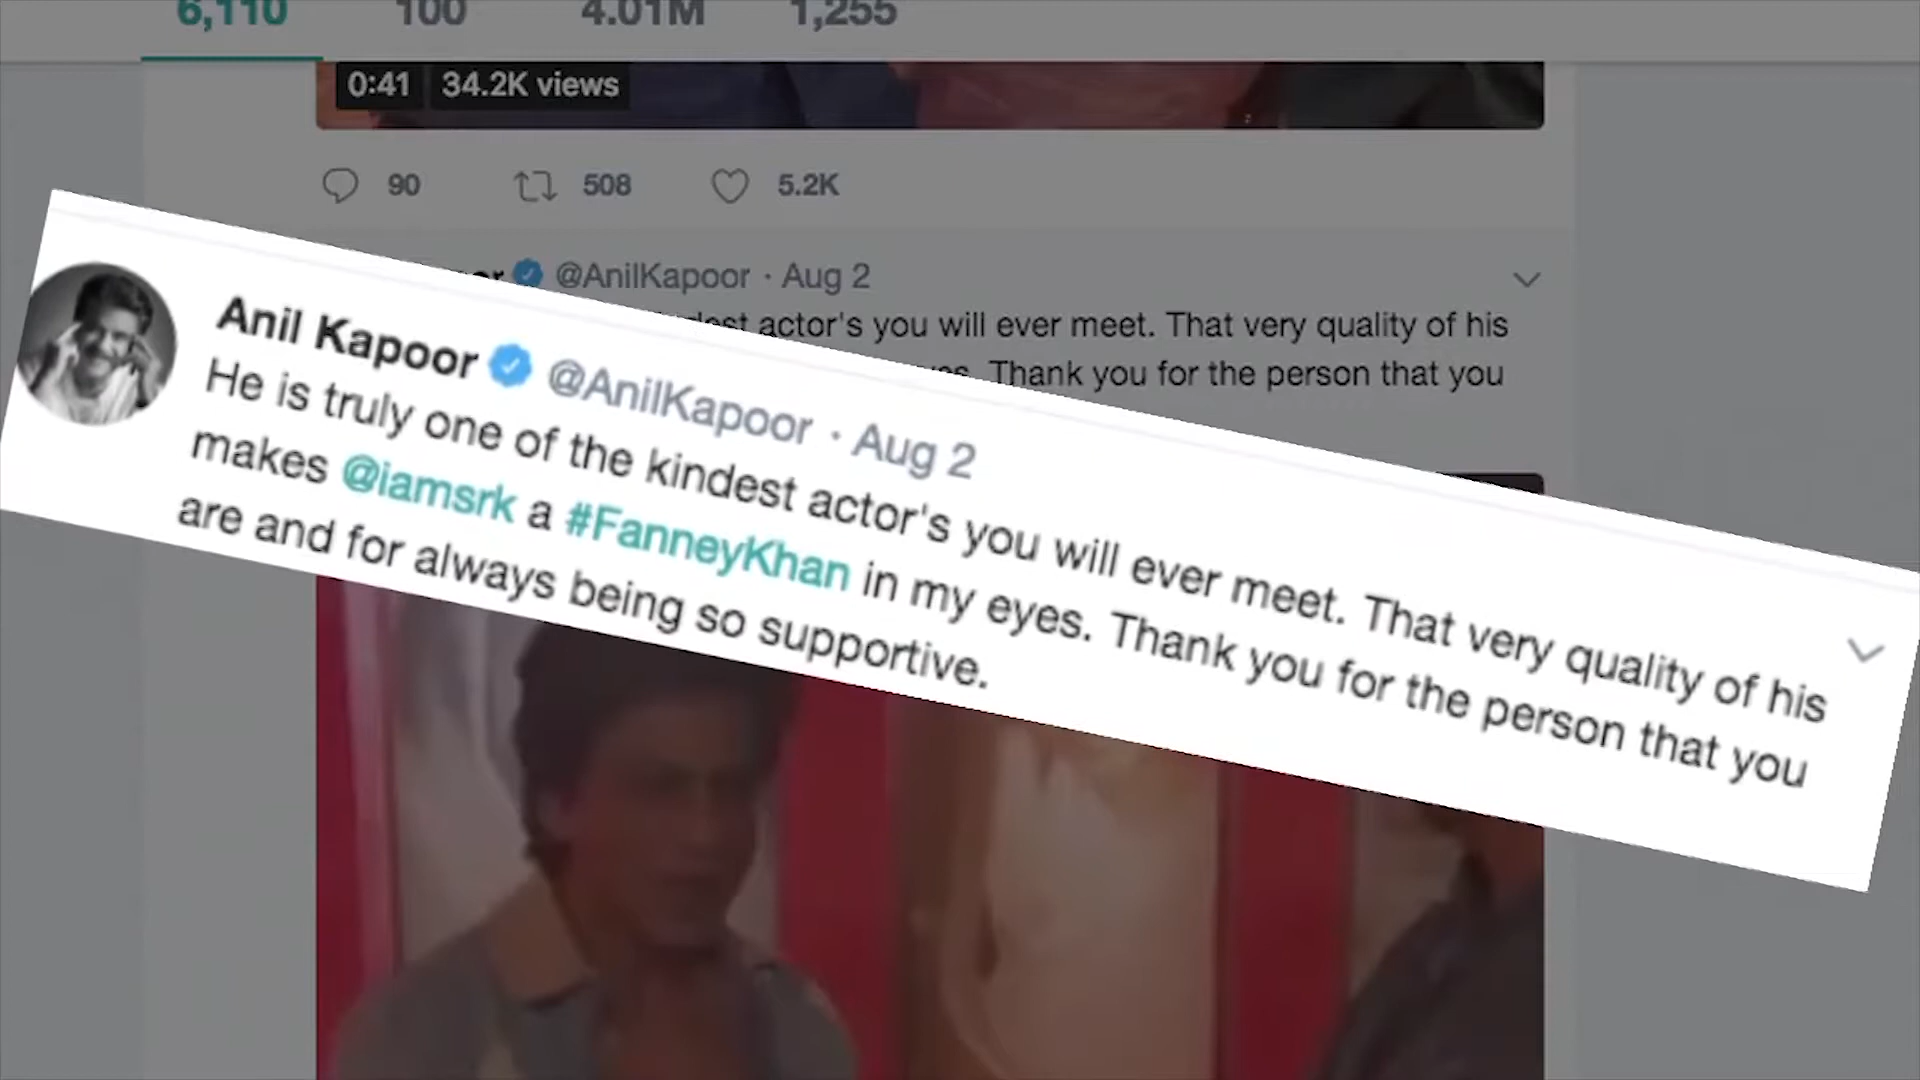 6,110 100 4.01M 1,255
0:41 34.2K views
90 508 5.2K
@AnilKapoor · Aug 2
actor's you will ever meet. That very quality of his
Thank you for the person that you
Anil Kapoor @AnilKapoor · Aug 2
He is truly one of the kindest actor's you will ever meet. That very quality of his
makes @iamsrk a #FanneyKhan in my eyes. Thank you for the person that you
are and for always being so supportive.